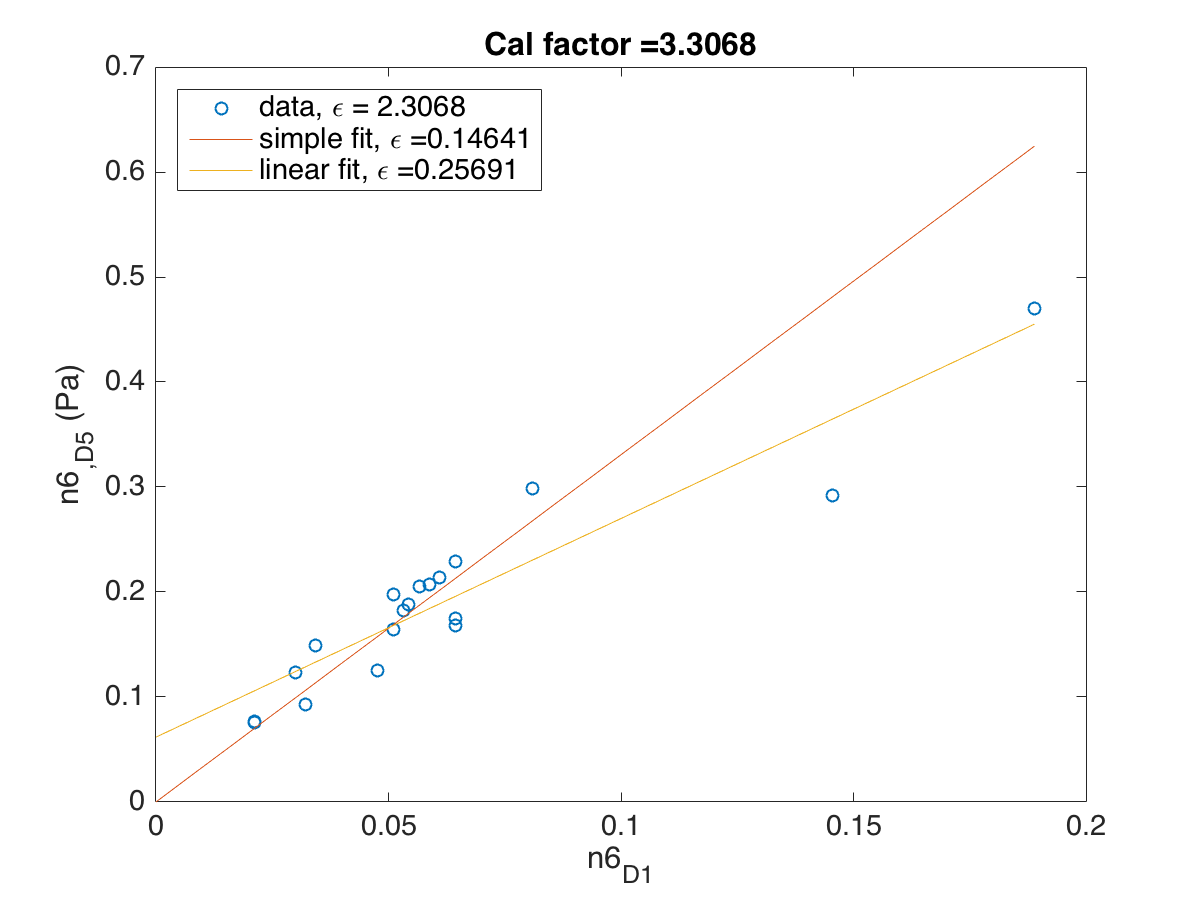 Cal factor =3.3068
data, ϵ = 2.3068
simple fit, ϵ =0.14641
linear fit, ϵ =0.25691
0.7
0.6
0.5
0.4
0.3
0.2
0.1
0
n6,D5 (Pa)
0 0.05 0.1 0.15 0.2
n6D1